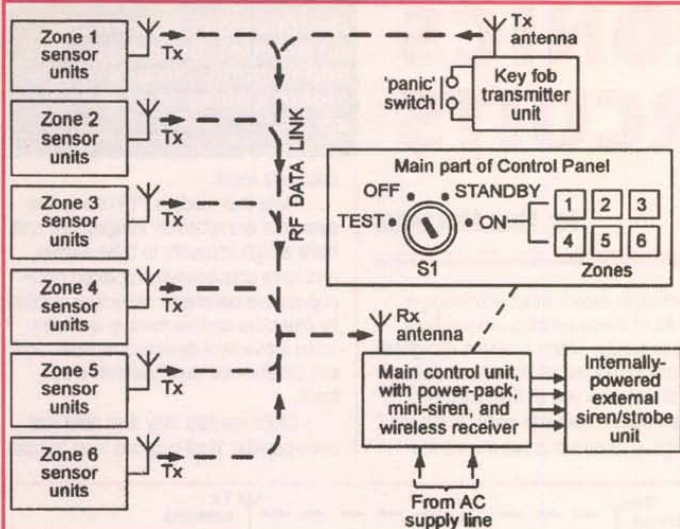 Zone 1
sensor
units
Tx
Zone 2
sensor
units
Tx
Zone 3
sensor
units
Tx
Zone 4
sensor
units
Tx
Zone 5
sensor
units
Tx
Zone 6
sensor
units
Tx
RF DATA LINK
Tx
antenna
'panic'
switch
Key fob
transmitter
unit
Main part of Control Panel
OFF
STANDBY
TEST
ON
S1
1 2 3
4 5 6
Zones
Rx
antenna
Main control unit,
with power-pack,
mini-siren, and
wireless receiver
Internally-
powered
external
siren/strobe
unit
From AC
supply line